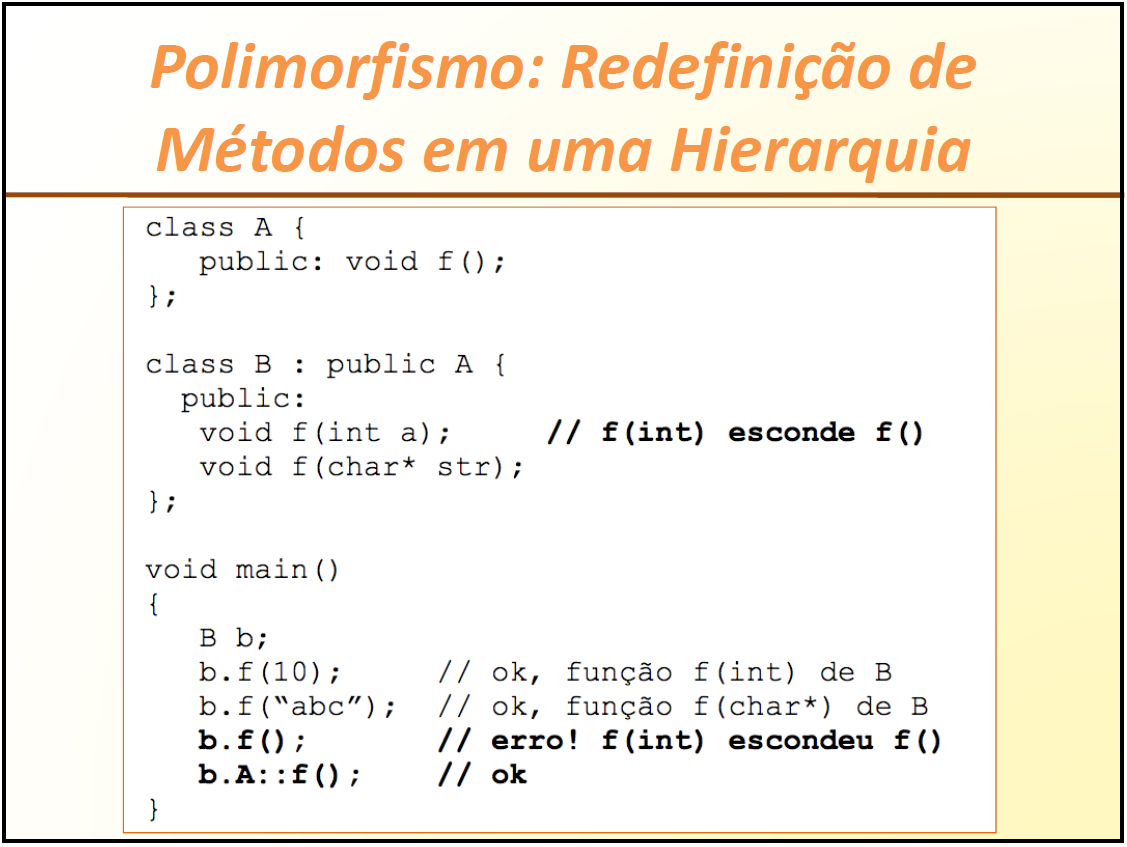 Polimorfismo: Redefinição de
Métodos em uma Hierarquia
class A {
   public: void f();
};
class B : public A {
  public:
   void f(int a);     // f(int) esconde f()
   void f(char* str);
};
void main()
{
   B b;
   b.f(10);     // ok, função f(int) de B
   b.f(“abc”);  // ok, função f(char*) de B
   b.f();       // erro! f(int) escondeu f()
   b.A::f();    // ok
}